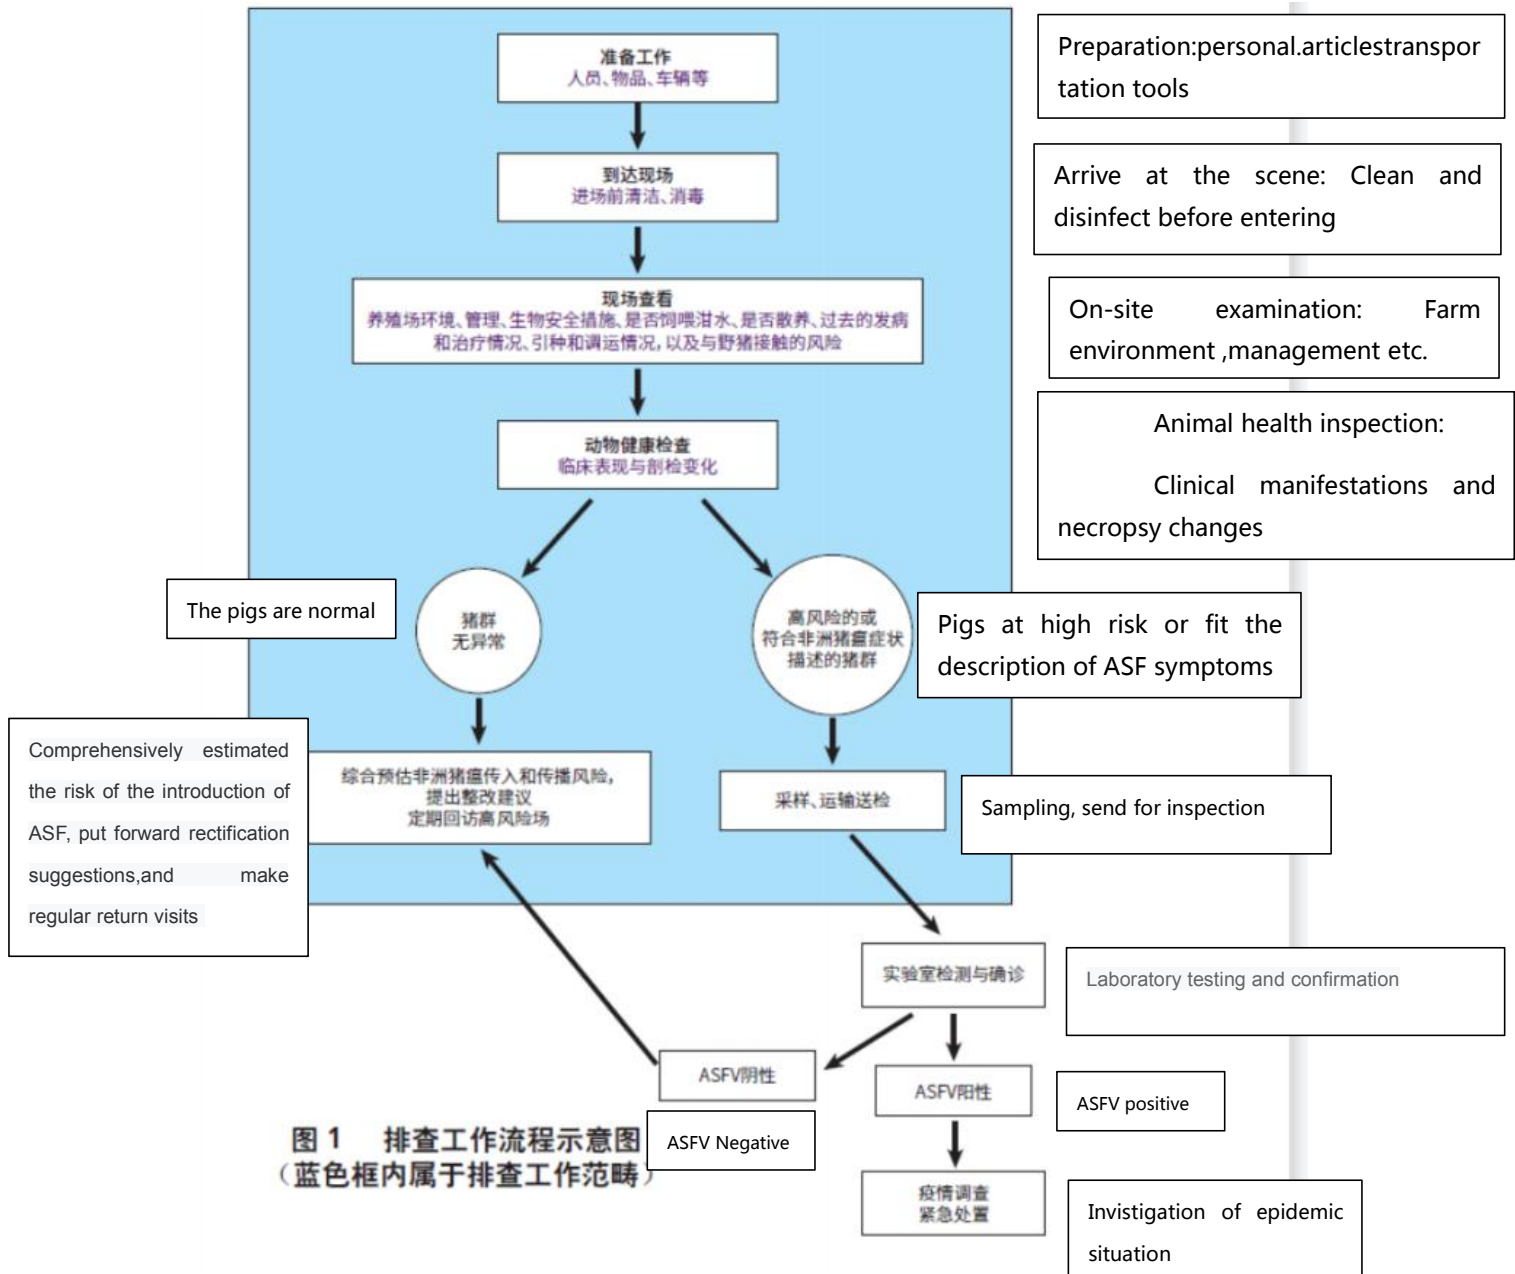 准备工作
人员、物品、车辆等
Preparation:personal.articlestranspor
tation tools
到达现场
进场前清洁、消毒
Arrive at the scene: Clean and
disinfect before entering
现场查看
养殖场环境、管理、生物安全措施、是否饲喂泔水、是否散养、过去的发病
和治疗情况、引种和调运情况，以及与野猪接触的风险
On-site examination: Farm
environment ,management etc.
动物健康检查
临床表现与剖检变化
Animal health inspection:
Clinical manifestations and
necropsy changes
The pigs are normal
猪群
无异常
高风险的或
符合非洲猪瘟症状
描述的猪群
Pigs at high risk or fit the
description of ASF symptoms
Comprehensively estimated
the risk of the introduction of
ASF, put forward rectification
suggestions,and make
regular return visits
综合预估非洲猪瘟传入和传播风险，
提出整改建议
定期回访高风险场
采样、运输送检
Sampling, send for inspection
实验室检测与确诊
Laboratory testing and confirmation
ASFV阴性
ASFV Negative
ASFV阳性
ASFV positive
图 1 排查工作流程示意图
（蓝色框内属于排查工作范畴）
疫情调查
紧急处置
Invistigation of epidemic
situation